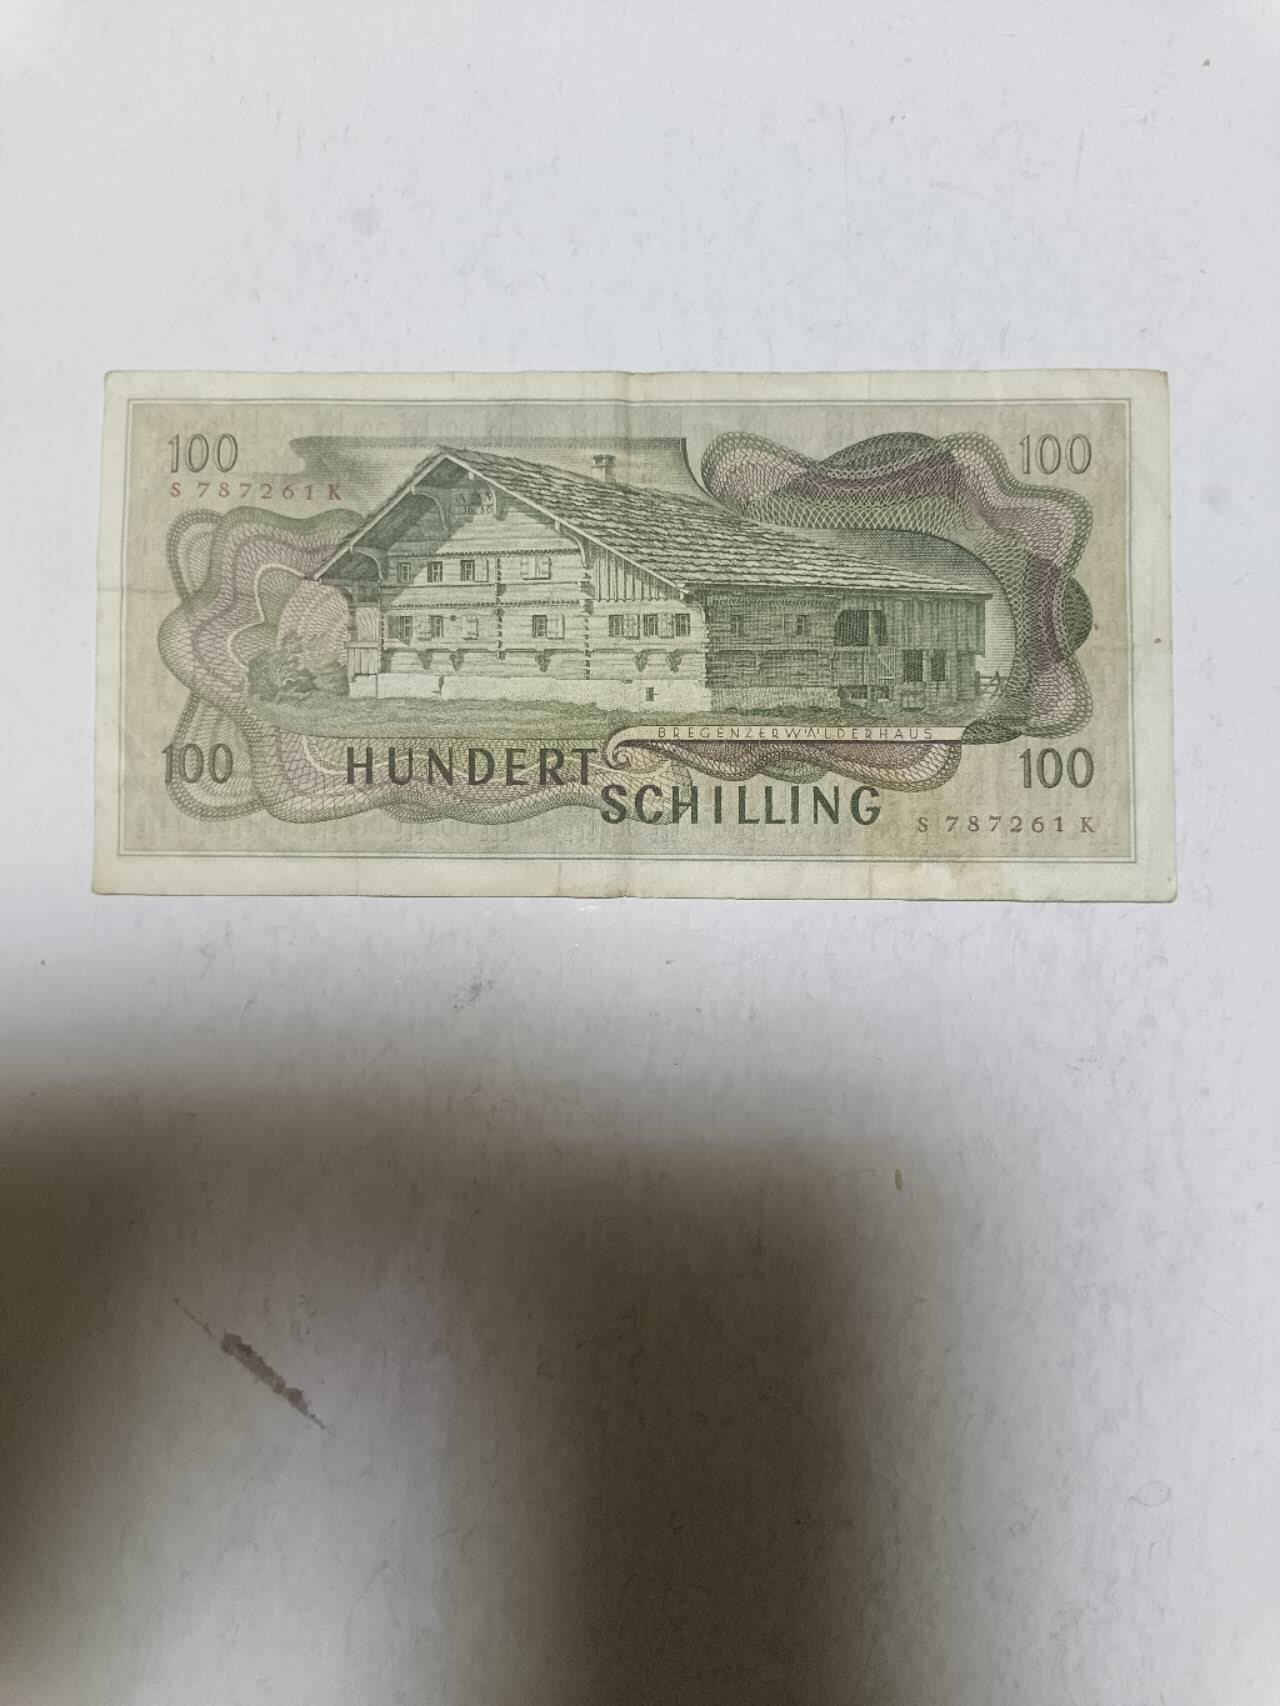 100
100
S 787261 K
BREGENZERWÄLDERHAUS
100
HUNDERT
100
SCHILLING
S 787261 K